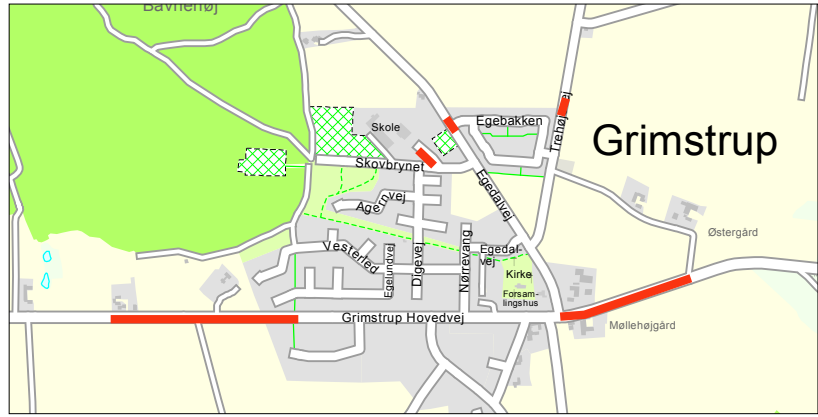 Bavnehøj
Egebakken
Trehøjevej
Skole
Grimstrup
Skovbrynet
Egedalvej
Agernvej
Østergård
Vesterled
Egelundvej
Digevej
Nørrevang
Egedal-
vej
Kirke
Forsam-
lingshus
Grimstrup Hovedvej
Møllehøjgård